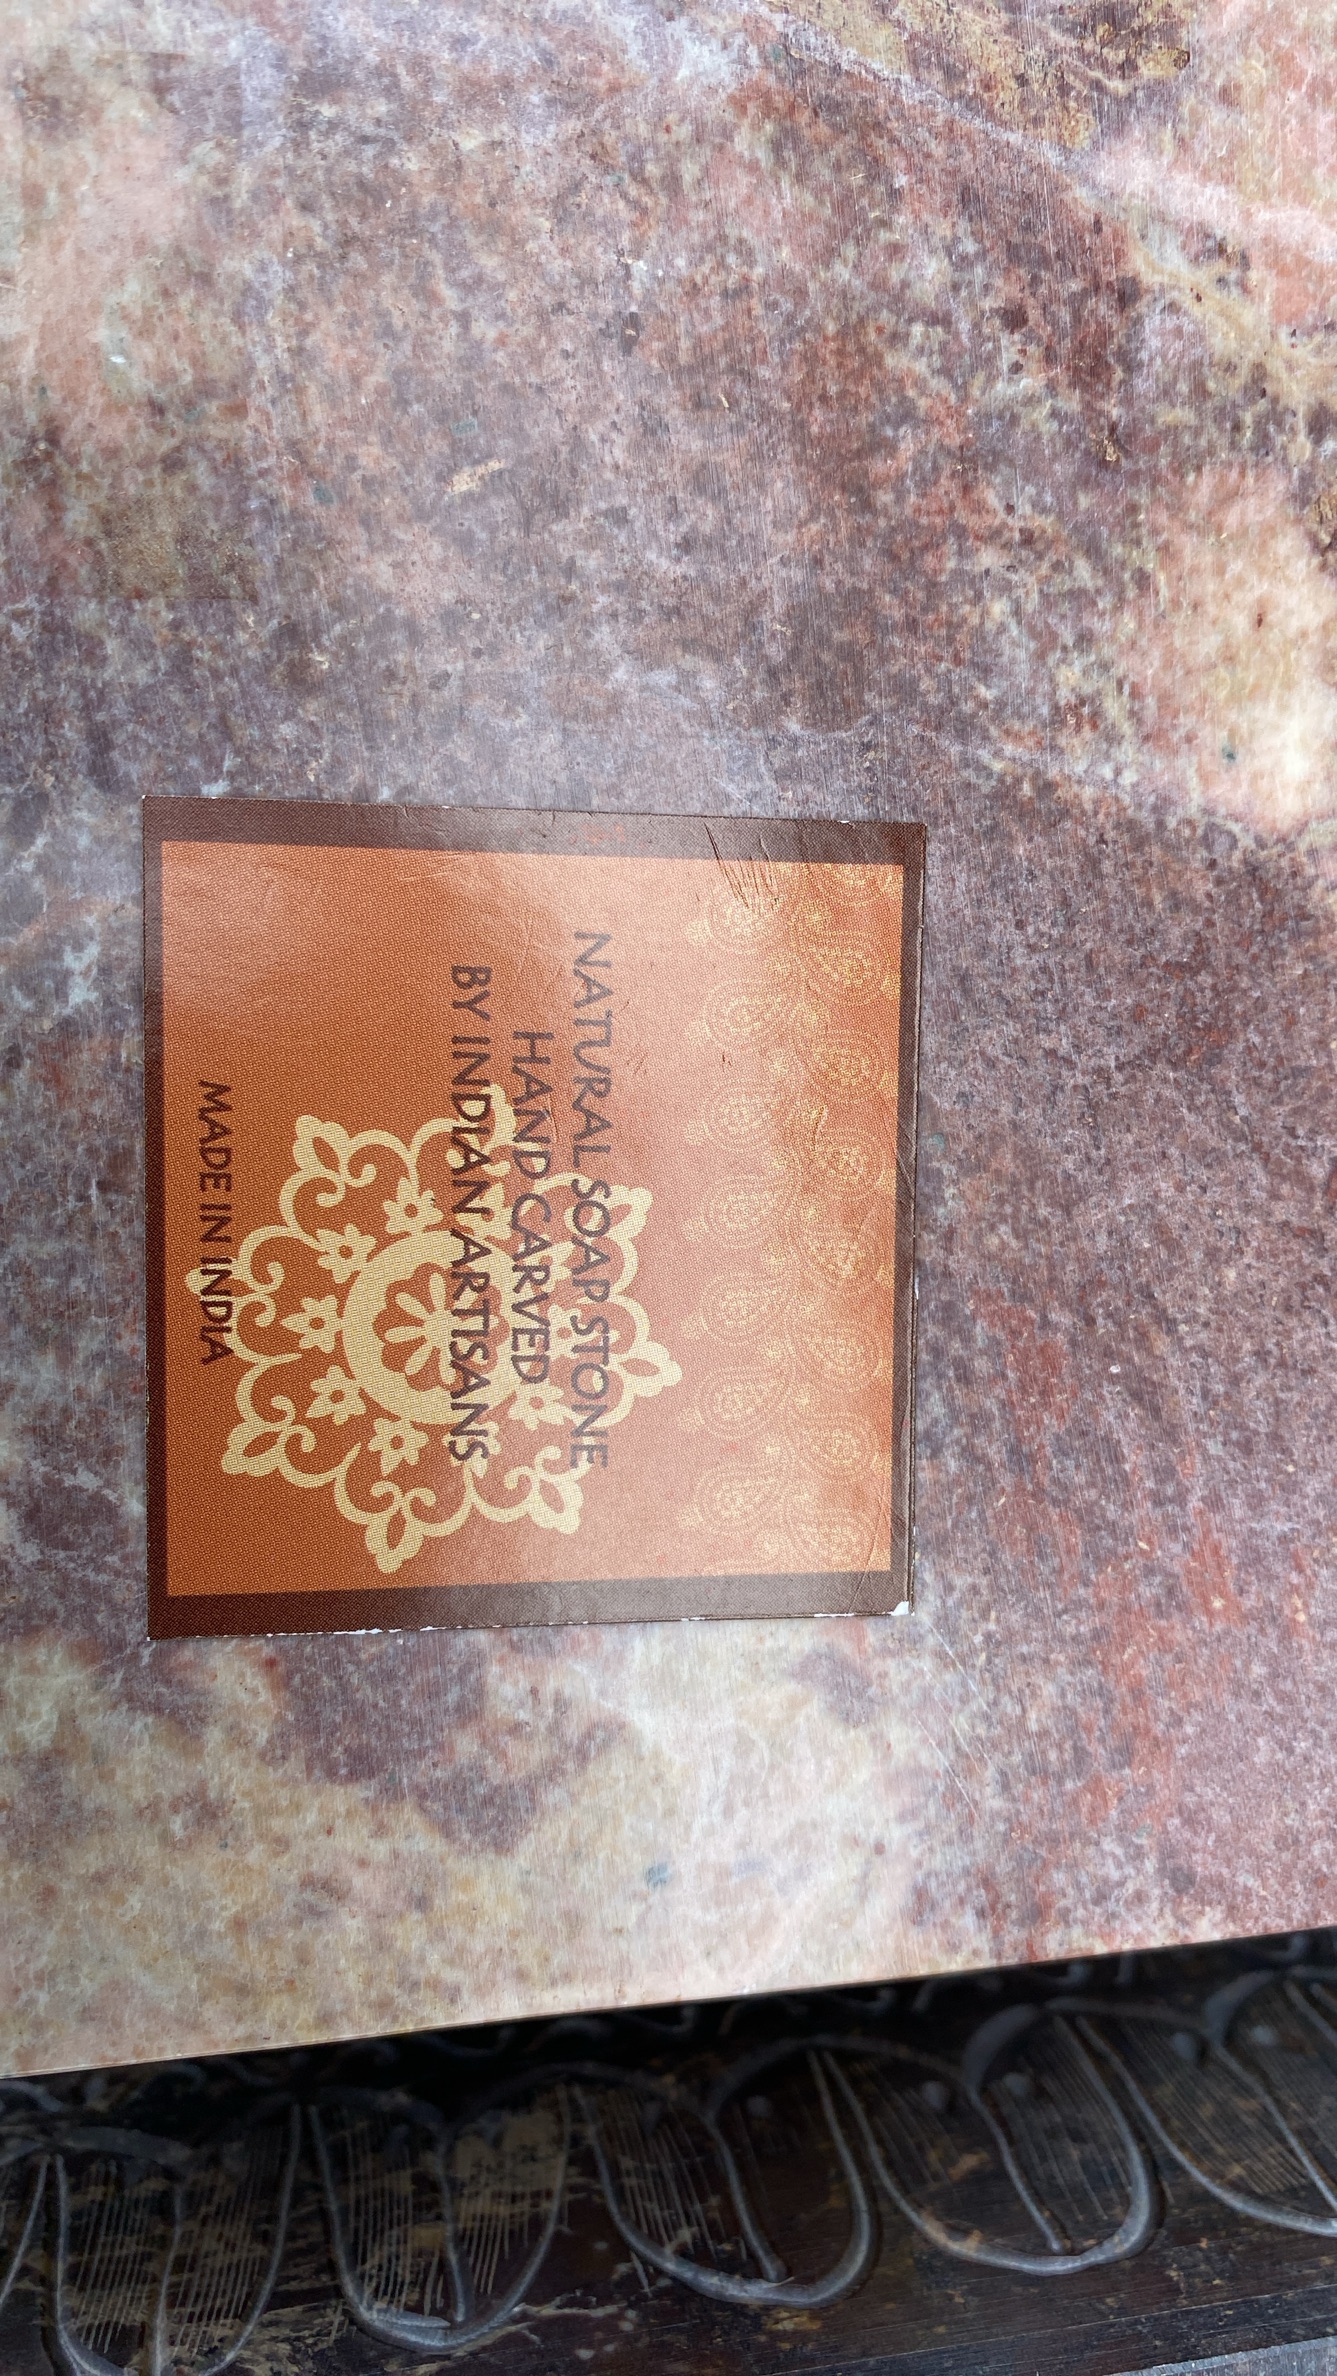 NATURAL SOAP STONE
HAND CARVED
BY INDIAN ARTISANS
MADE IN INDIA